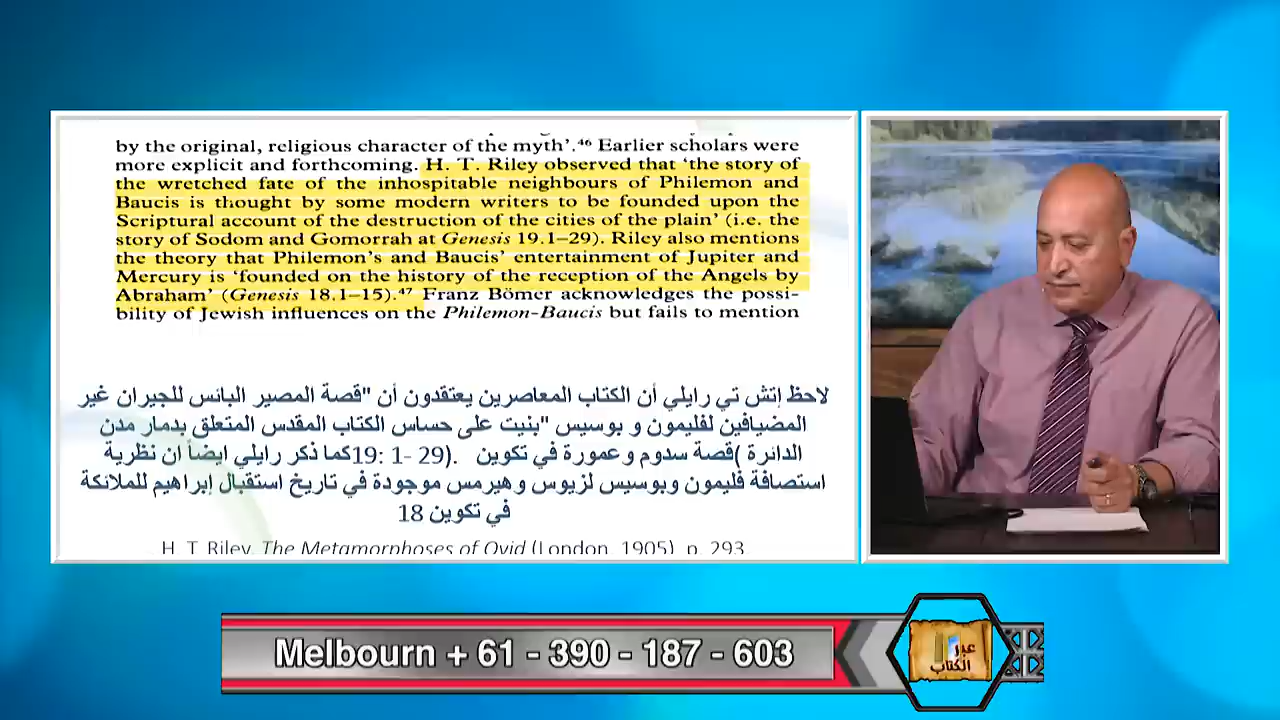 by the original, religious character of the myth'.⁴⁶ Earlier scholars were
more explicit and forthcoming. H. T. Riley observed that 'the story of
the wretched fate of the inhospitable neighbours of Philemon and
Baucis is thought by some modern writers to be founded upon the
Scriptural account of the destruction of the cities of the plain' (i.e. the
story of Sodom and Gomorrah at Genesis 19.1–29). Riley also mentions
the theory that Philemon's and Baucis' entertainment of Jupiter and
Mercury is 'founded on the history of the reception of the Angels by
Abraham' (Genesis 18.1–15).⁴⁷ Franz Bömer acknowledges the possi-
bility of Jewish influences on the Philemon-Baucis but fails to mention
لاحظ إتش تي رايلي أن الكتاب المعاصرين يعتقدون أن "قصة المصير البائس للجيران غير
المضيافين لفليمون و بوسيس "بنيت على حساس الكتاب المقدس المتعلق بدمار مدن
الدائرة )قصة سدوم وعمورة في تكوين 19: 1- 29 .(كما ذكر رايلي ايضاً ان نظرية
استصافة فليمون وبوسيس لزيوس وهيرمس موجودة في تاريخ استقبال إبراهيم للملائكة
في تكوين 18
H. T. Riley, The Metamorphoses of Ovid (London, 1905), p. 293
Melbourn + 61 - 390 - 187 - 603
عبر
الكتاب